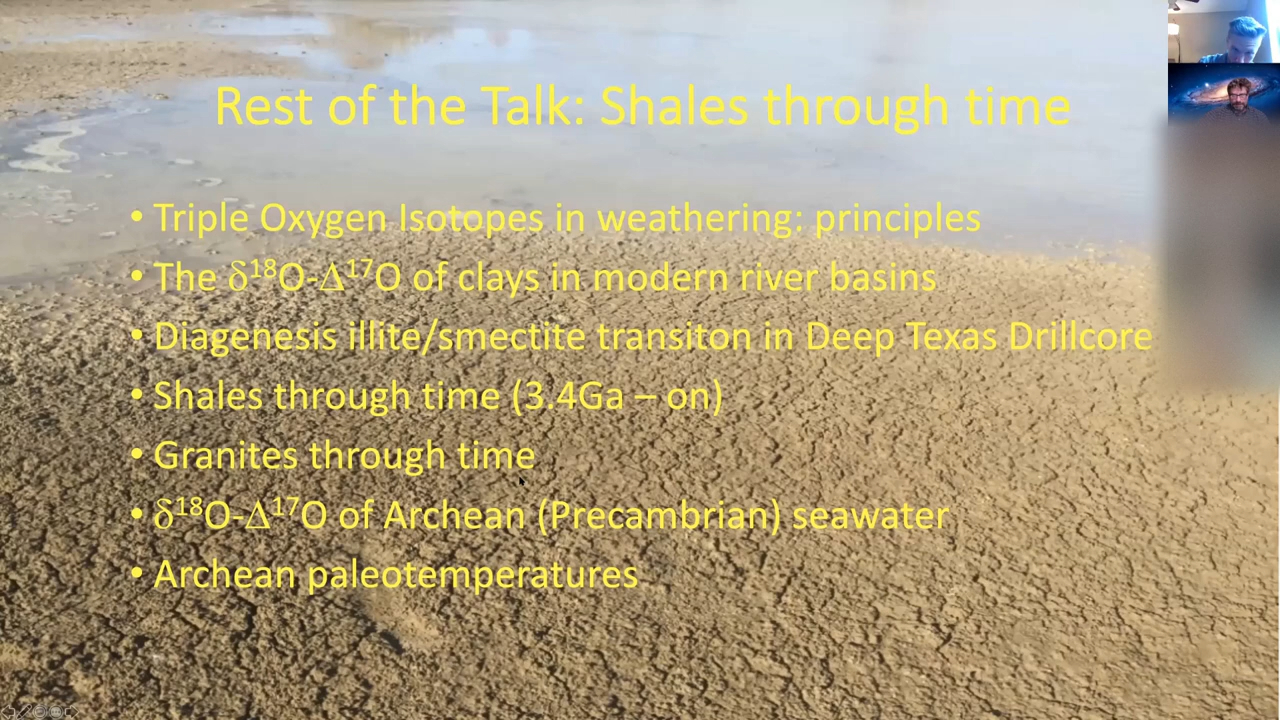 Rest of the Talk: Shales through time
• Triple Oxygen Isotopes in weathering: principles
• The δ¹⁸O-Δ¹⁷O of clays in modern river basins
• Diagenesis illite/smectite transiton in Deep Texas Drillcore
• Shales through time (3.4Ga – on)
• Granites through time
• δ¹⁸O-Δ¹⁷O of Archean (Precambrian) seawater
• Archean paleotemperatures